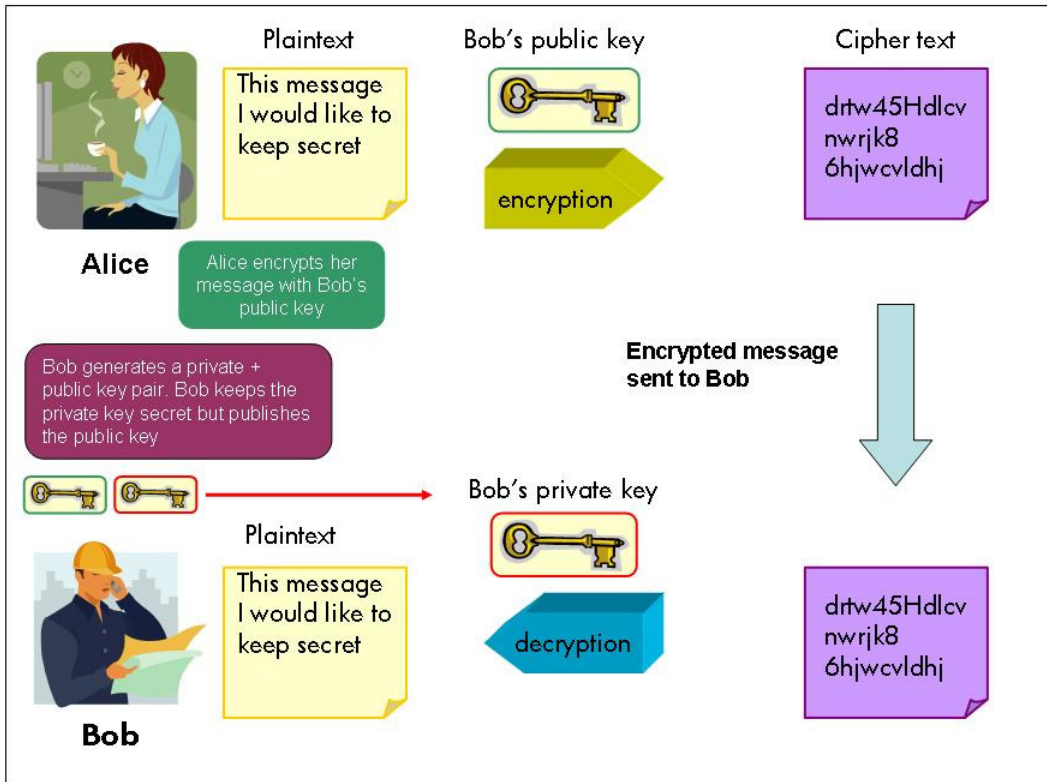 Plaintext
Bob's public key
Cipher text
This message
I would like to
keep secret
encryption
drtw45Hdlcv
nwrjk8
6hjwcvldhj
Alice
Alice encrypts her
message with Bob's
public key
Bob generates a private +
public key pair. Bob keeps the
private key secret but publishes
the public key
Encrypted message
sent to Bob
Bob's private key
Plaintext
This message
I would like to
keep secret
decryption
drtw45Hdlcv
nwrjk8
6hjwcvldhj
Bob